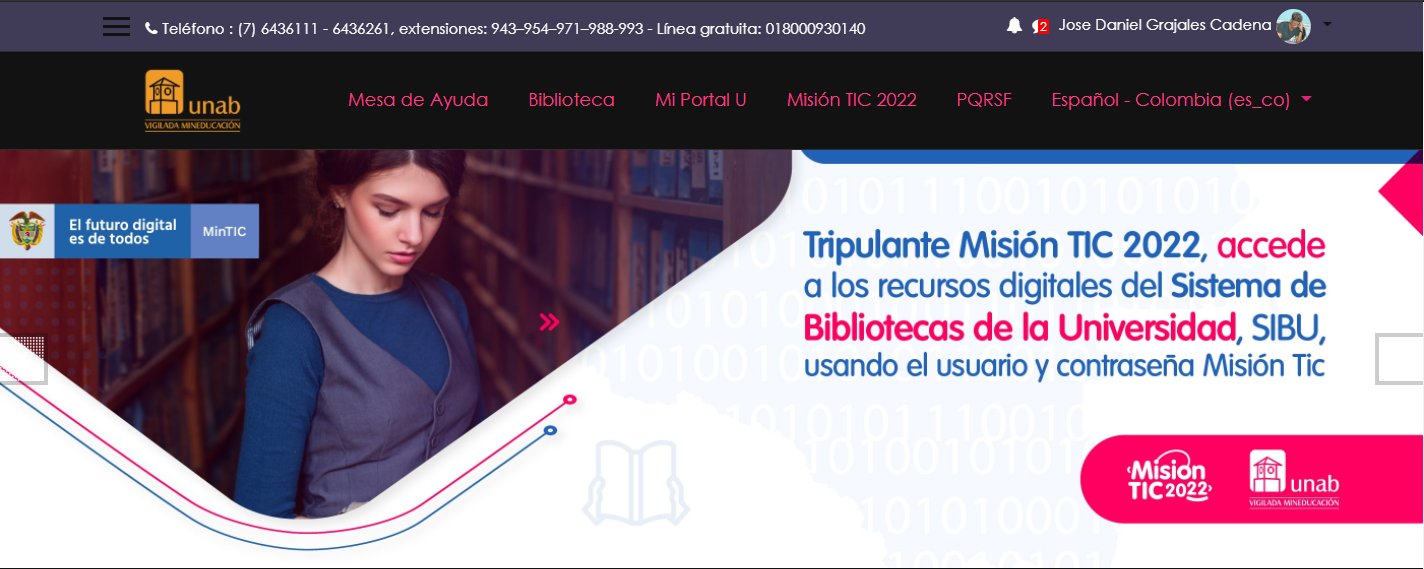 Teléfono : (7) 6436111 - 6436261, extensiones: 943–954–971–988-993 - Línea gratuita: 018000930140
2
Jose Daniel Grajales Cadena
unab
VIGILADA MINEDUCACIÓN
Mesa de Ayuda
Biblioteca
Mi Portal U
Misión TIC 2022
PQRSF
Español - Colombia (es_co)
El futuro digital
es de todos
MinTIC
Tripulante Misión TIC 2022, accede
a los recursos digitales del Sistema de
Bibliotecas de la Universidad, SIBU,
usando el usuario y contraseña Misión Tic
Misión
TIC2022
unab
VIGILADA MINEDUCACIÓN